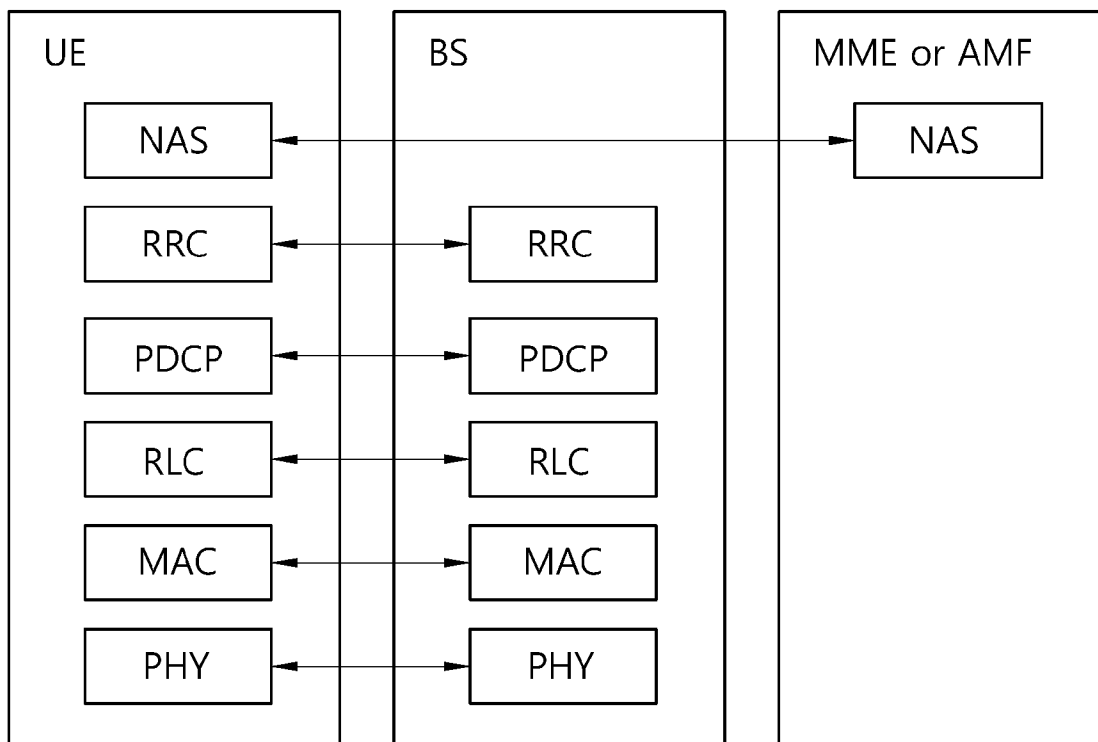 UE
BS
MME or AMF
NAS
NAS
RRC
RRC
PDCP
PDCP
RLC
RLC
MAC
MAC
PHY
PHY